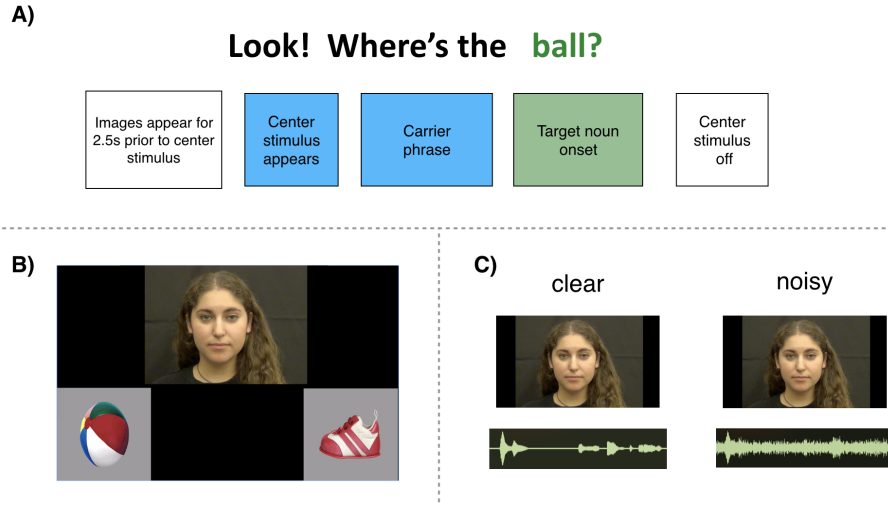 A)
Look! Where's the ball?
Images appear for
2.5s prior to center
stimulus
Center
stimulus
appears
Carrier
phrase
Target noun
onset
Center
stimulus
off
B)
C)
clear
noisy